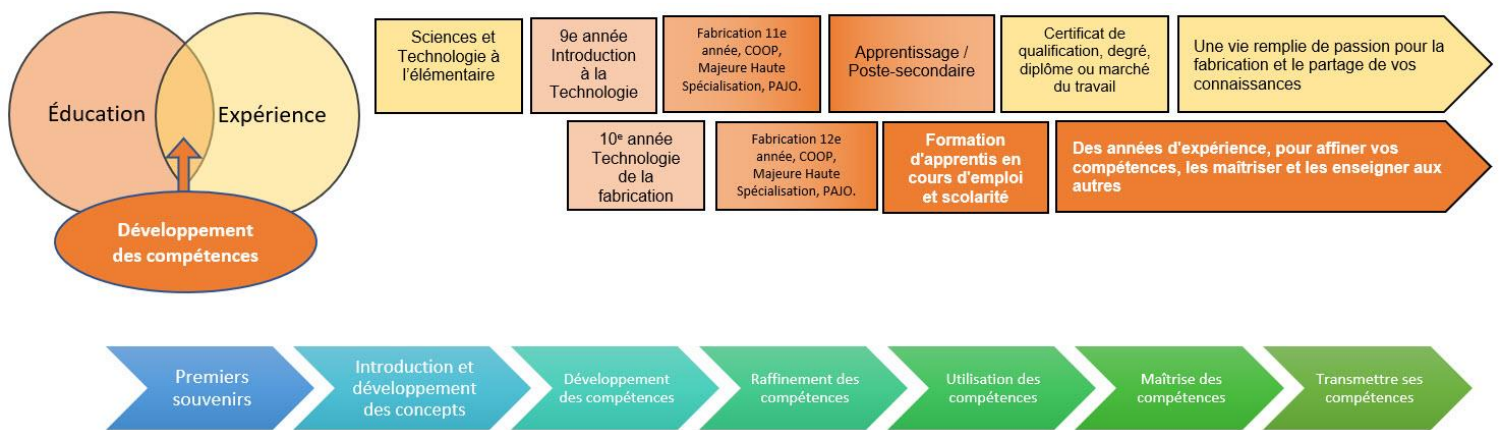 Éducation
Expérience
Développement
des compétences
Sciences et
Technologie à
l'élémentaire
9e année
Introduction
à la
Technologie
Fabrication 11e
année, COOP,
Majeure Haute
Spécialisation, PAJO.
Apprentissage /
Poste-secondaire
Certificat de
qualification, degré,
diplôme ou marché
du travail
Une vie remplie de passion pour la
fabrication et le partage de vos
connaissances
10e année
Technologie
de la
fabrication
Fabrication 12e
année, COOP,
Majeure Haute
Spécialisation, PAJO.
Formation
d'apprentis en
cours d'emploi
et scolarité
Des années d'expérience, pour affiner vos
compétences, les maîtriser et les enseigner aux
autres
Premiers
souvenirs
Introduction et
développement
des concepts
Développement
des compétences
Raffinement des
compétences
Utilisation des
compétences
Maîtrise des
compétences
Transmettre ses
compétences